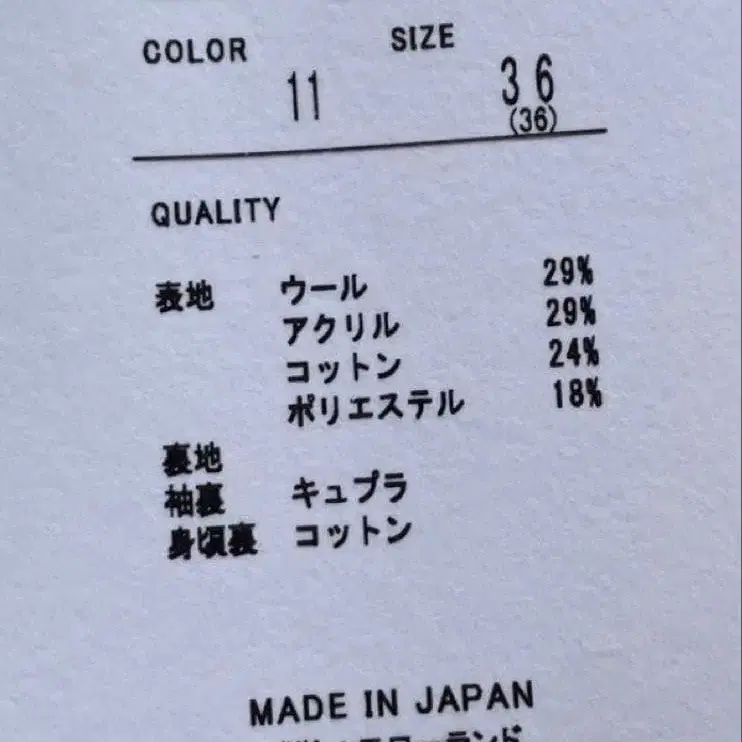 COLOR SIZE
11 36
(36)
QUALITY
表地 ウール 29%
アクリル 29%
コットン 24%
ポリエステル 18%
裏地
袖裏 キュプラ
身頃裏 コットン
MADE IN JAPAN